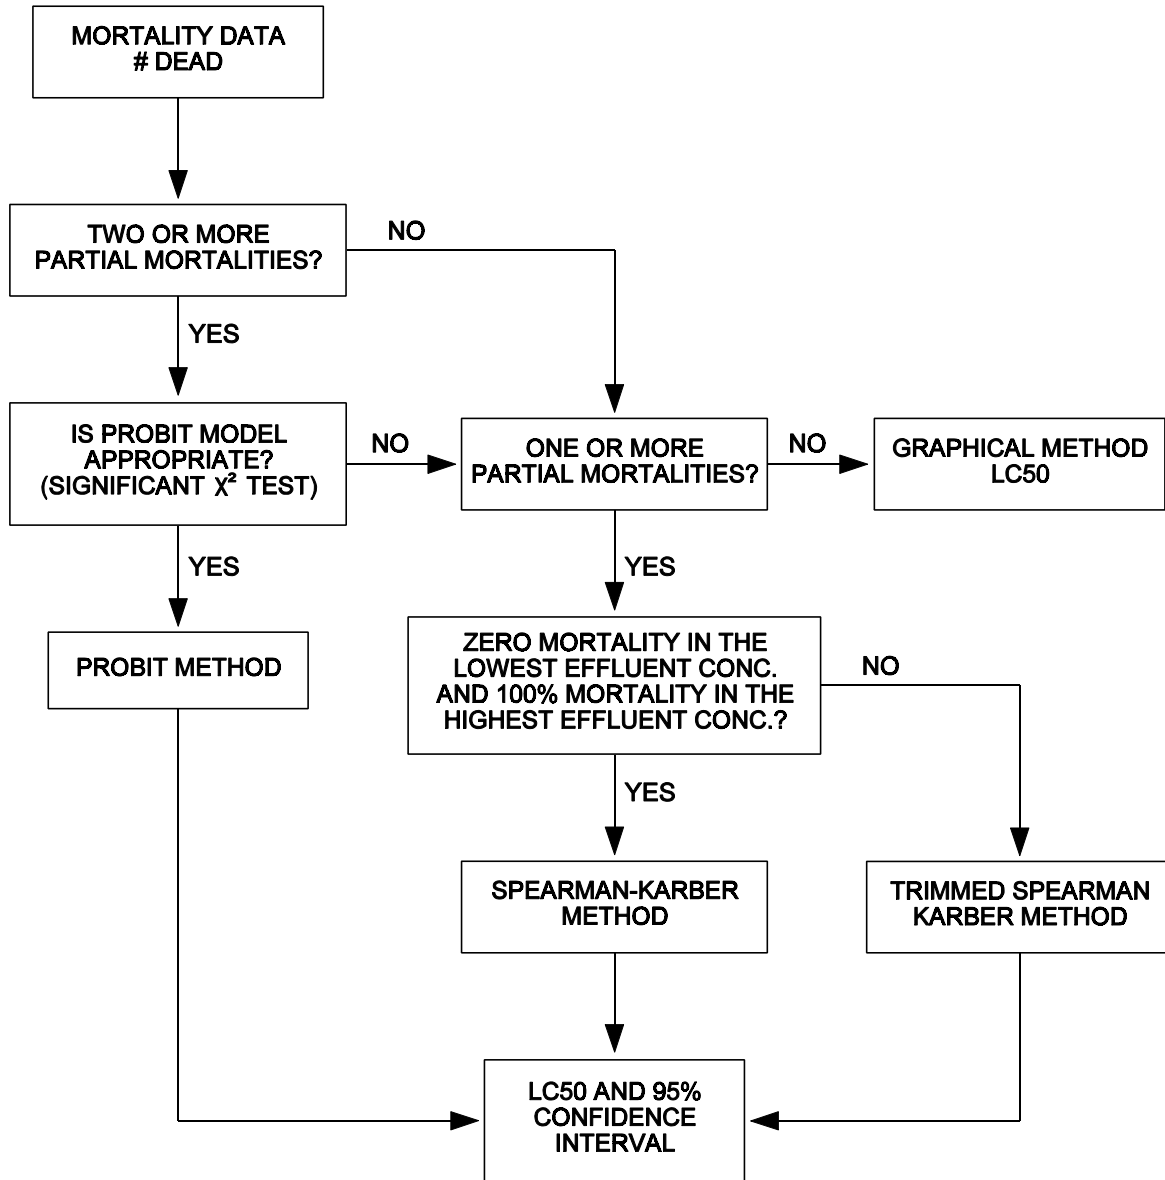 MORTALITY DATA
# DEAD
TWO OR MORE
PARTIAL MORTALITIES?
NO
YES
IS PROBIT MODEL
APPROPRIATE?
(SIGNIFICANT χ² TEST)
NO
ONE OR MORE
PARTIAL MORTALITIES?
NO
GRAPHICAL METHOD
LC50
YES
YES
PROBIT METHOD
ZERO MORTALITY IN THE
LOWEST EFFLUENT CONC.
AND 100% MORTALITY IN THE
HIGHEST EFFLUENT CONC.?
NO
YES
SPEARMAN-KARBER
METHOD
TRIMMED SPEARMAN
KARBER METHOD
LC50 AND 95%
CONFIDENCE
INTERVAL